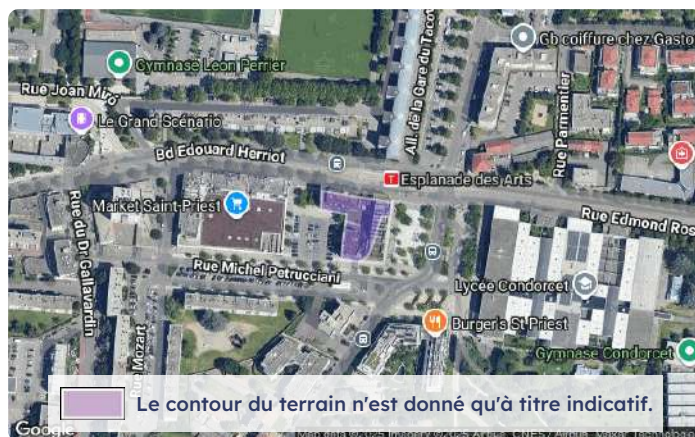 Gb coiffure chez Gasto
Gymnase Léon Perrier
Rue Joan Miró
Le Grand Scénario
All. de la Gare du Tacot
Rue Parmentier
Bd Edouard Herriot
Esplanade des Arts
Market Saint-Priest
Rue Edmond Ros
Rue du Dr Gallavardin
Rue Michel Petrucciani
Lycée Condorcet
Burger's St Priest
Rue Mozart
Gymnase Condorcet
Le contour du terrain n'est donné qu'à titre indicatif.
Google